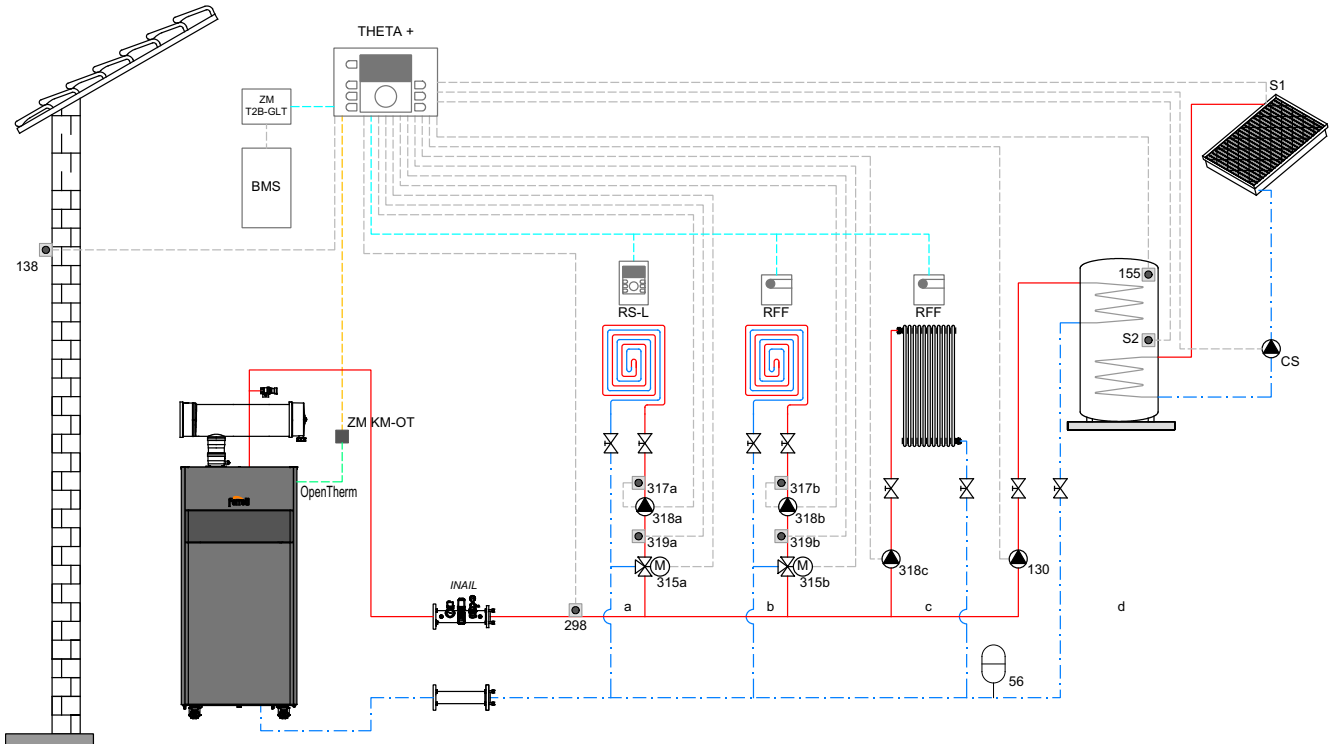 THETA +
S1
ZM
T2B-GLT
BMS
138
155
RS-L
RFF
RFF
S2
CS
ZM KM-OT
OpenTherm
317a
317b
318a
318b
319a
319b
315a
315b
318c
130
M
M
INAIL
298
a
b
c
d
56